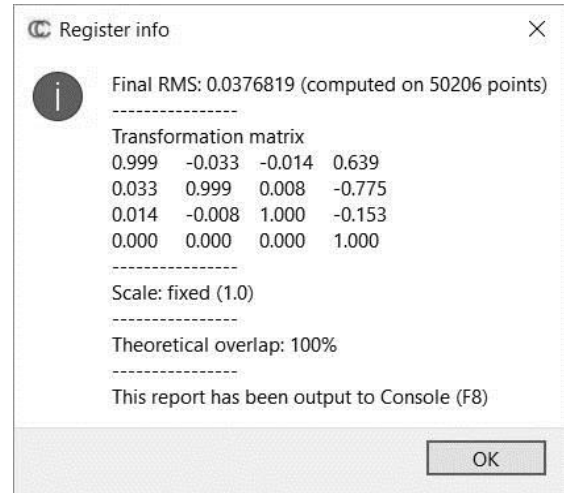 Register info
Final RMS: 0.0376819 (computed on 50206 points)
----------------
Transformation matrix
0.999 -0.033 -0.014 0.639
0.033 0.999 0.008 -0.775
0.014 -0.008 1.000 -0.153
0.000 0.000 0.000 1.000
----------------
Scale: fixed (1.0)
----------------
Theoretical overlap: 100%
----------------
This report has been output to Console (F8)
OK